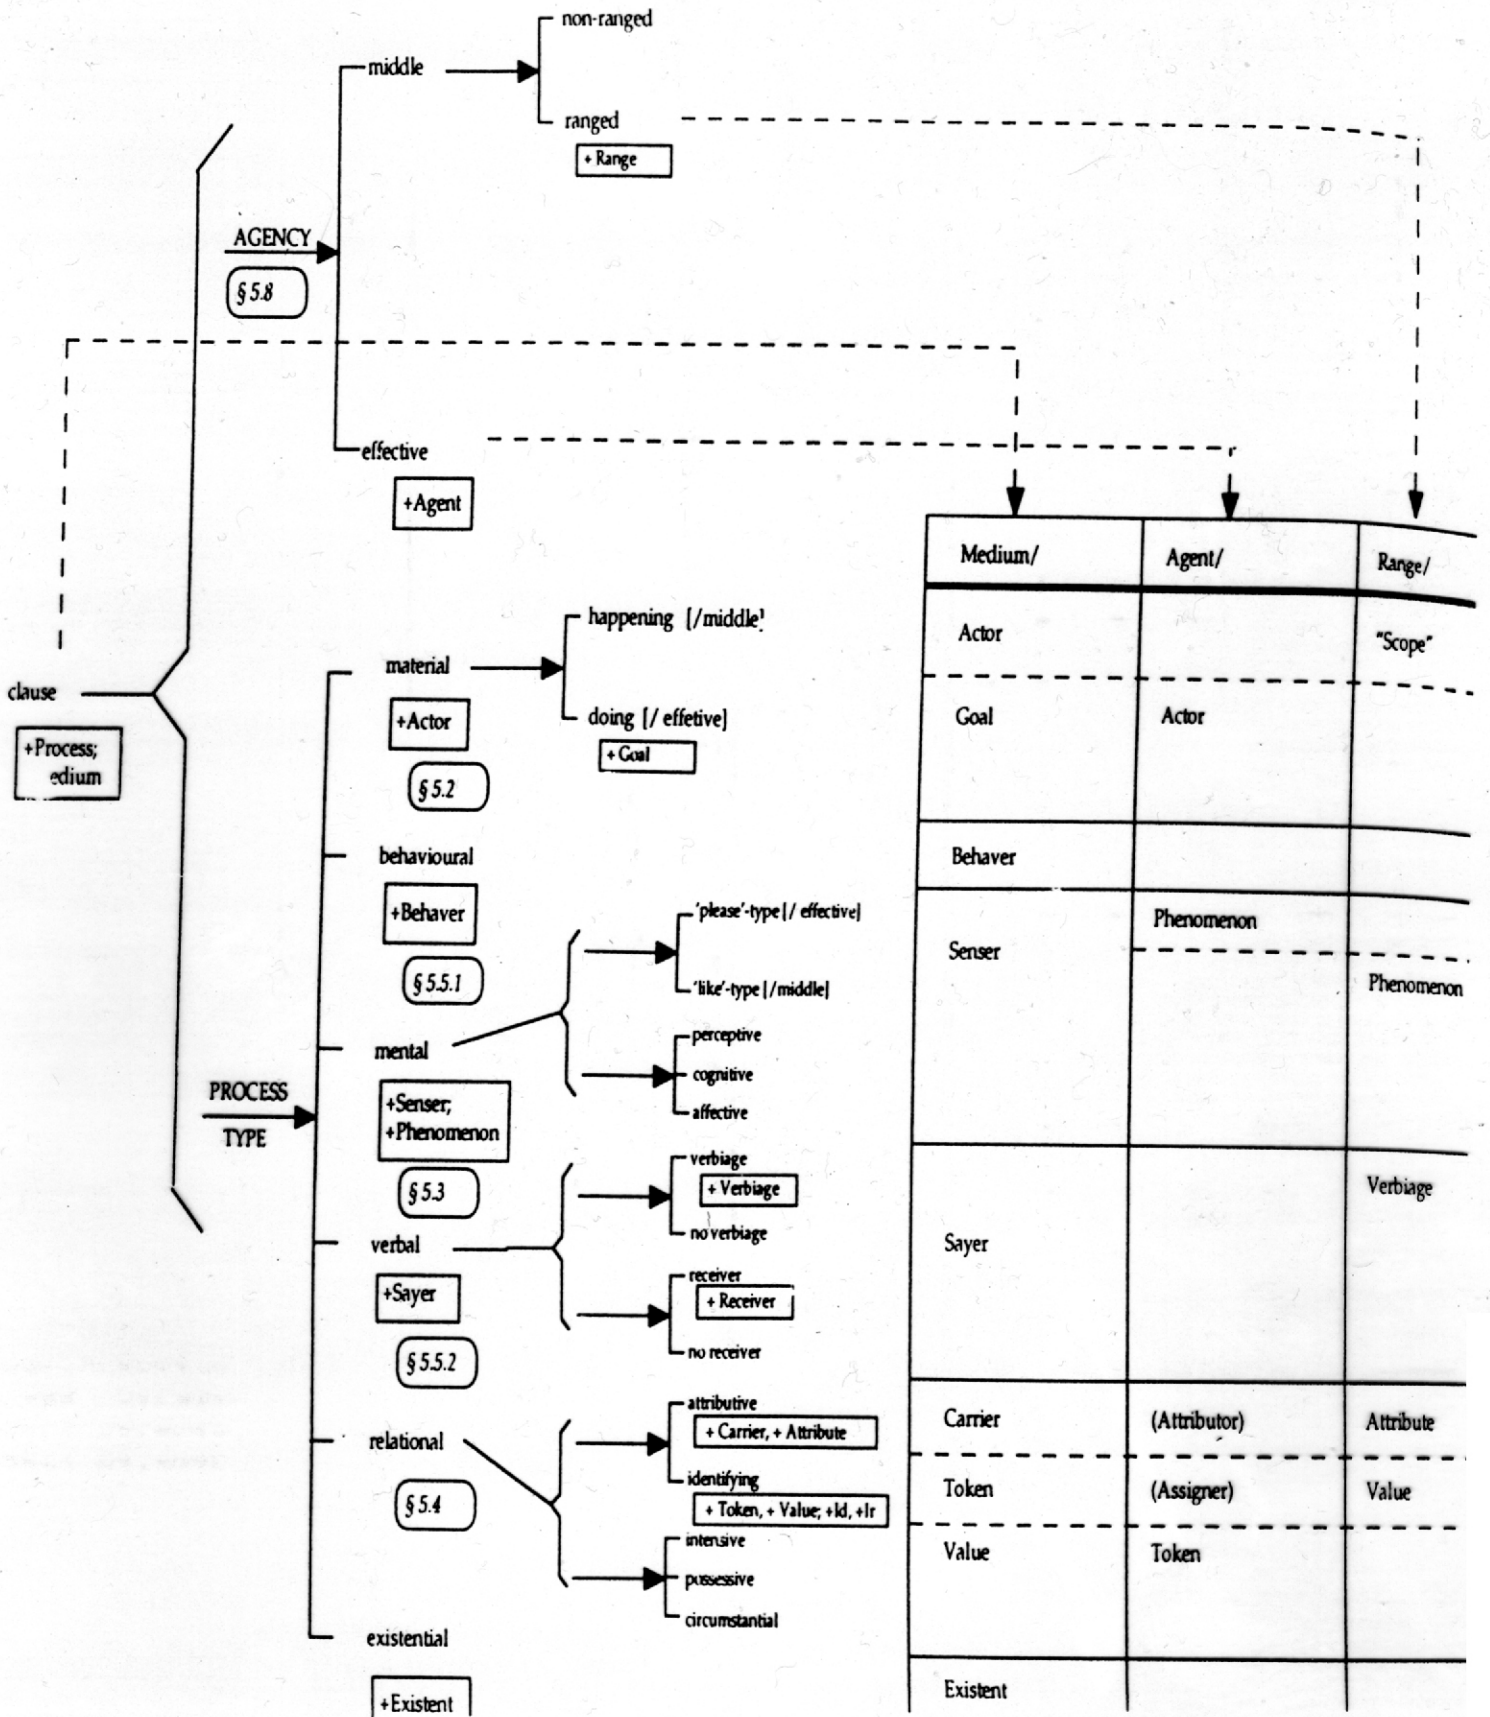 non-ranged
middle
ranged
+ Range
AGENCY
§ 5.8
effective
+Agent
Medium/
Agent/
Range/
happening [/middle]
Actor
"Scope"
material
clause
+Actor
doing [/ effetive]
Goal
Actor
+Process;
edium
+ Goal
§ 5.2
behavioural
Behaver
+Behaver
'please'-type [/ effective]
Phenomenon
Senser
§ 5.5.1
'like'-type [/middle]
Phenomenon
perceptive
mental
cognitive
PROCESS
TYPE
+Senser;
+Phenomenon
affective
verbiage
+ Verbiage
Verbiage
§ 5.3
no verbiage
verbal
Sayer
receiver
+Sayer
+ Receiver
§ 5.5.2
no receiver
attributive
+ Carrier, + Attribute
Carrier
(Attributor)
Attribute
relational
identifying
+ Token, + Value; +Id, +Ir
Token
(Assigner)
Value
§ 5.4
intensive
Value
Token
possessive
circumstantial
existential
+Existent
Existent